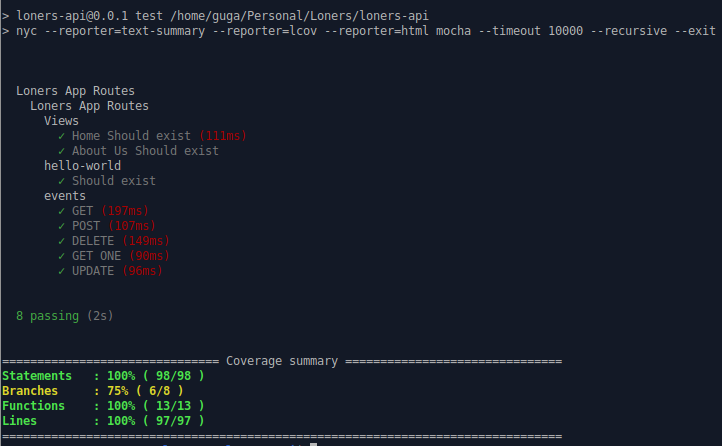 > loners-api@0.0.1 test /home/guga/Personal/Loners/loners-api
> nyc --reporter=text-summary --reporter=lcov --reporter=html mocha --timeout 10000 --recursive --exit
Loners App Routes
Loners App Routes
Views
✓ Home Should exist (111ms)
✓ About Us Should exist
hello-world
✓ Should exist
events
✓ GET (197ms)
✓ POST (107ms)
✓ DELETE (149ms)
✓ GET ONE (90ms)
✓ UPDATE (96ms)
8 passing (2s)
=============================== Coverage summary ===============================
Statements : 100% ( 98/98 )
Branches : 75% ( 6/8 )
Functions : 100% ( 13/13 )
Lines : 100% ( 97/97 )
================================================================================